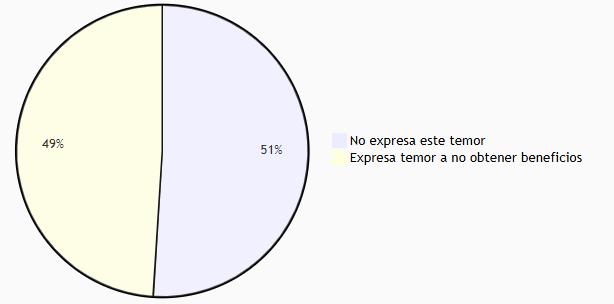 49%
51%
No expresa este temor
Expresa temor a no obtener beneficios